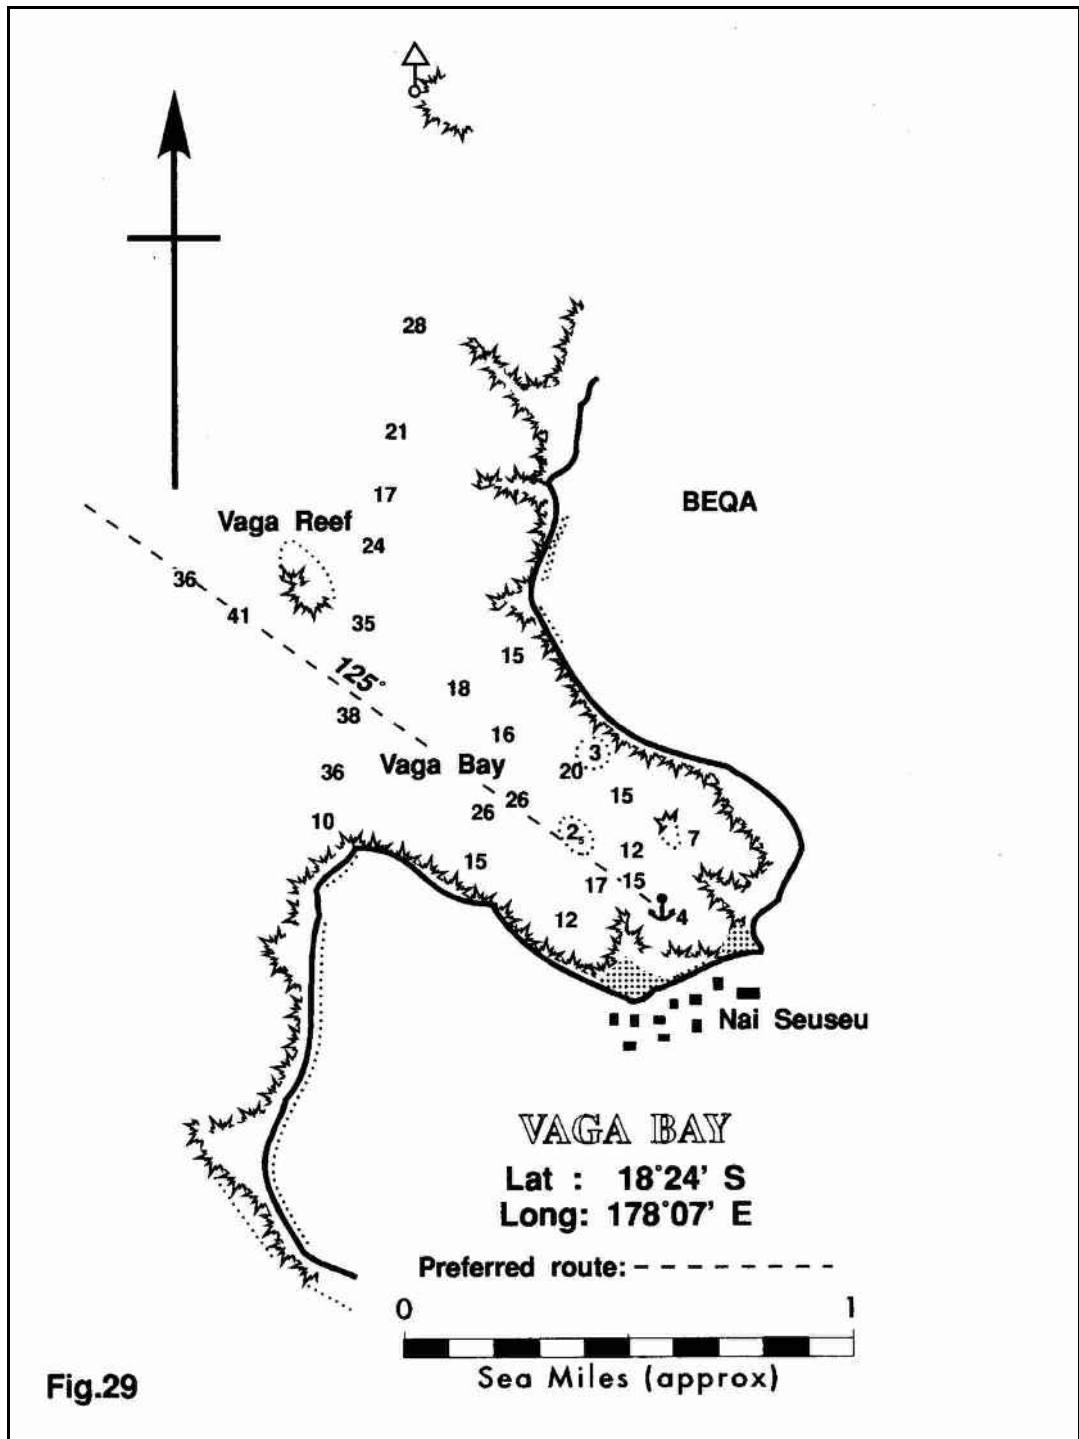 28
21
BEQA
17
Vaga Reef
24
36
41
35
15
125°
18
38
16
3
Vaga Bay
36
20
15
26
26
10
2₅
7
12
15
15
17
4
12
Nai Seuseu
VAGA BAY
Lat : 18°24' S
Long: 178°07' E
Preferred route:
0 1
Sea Miles (approx)
Fig.29